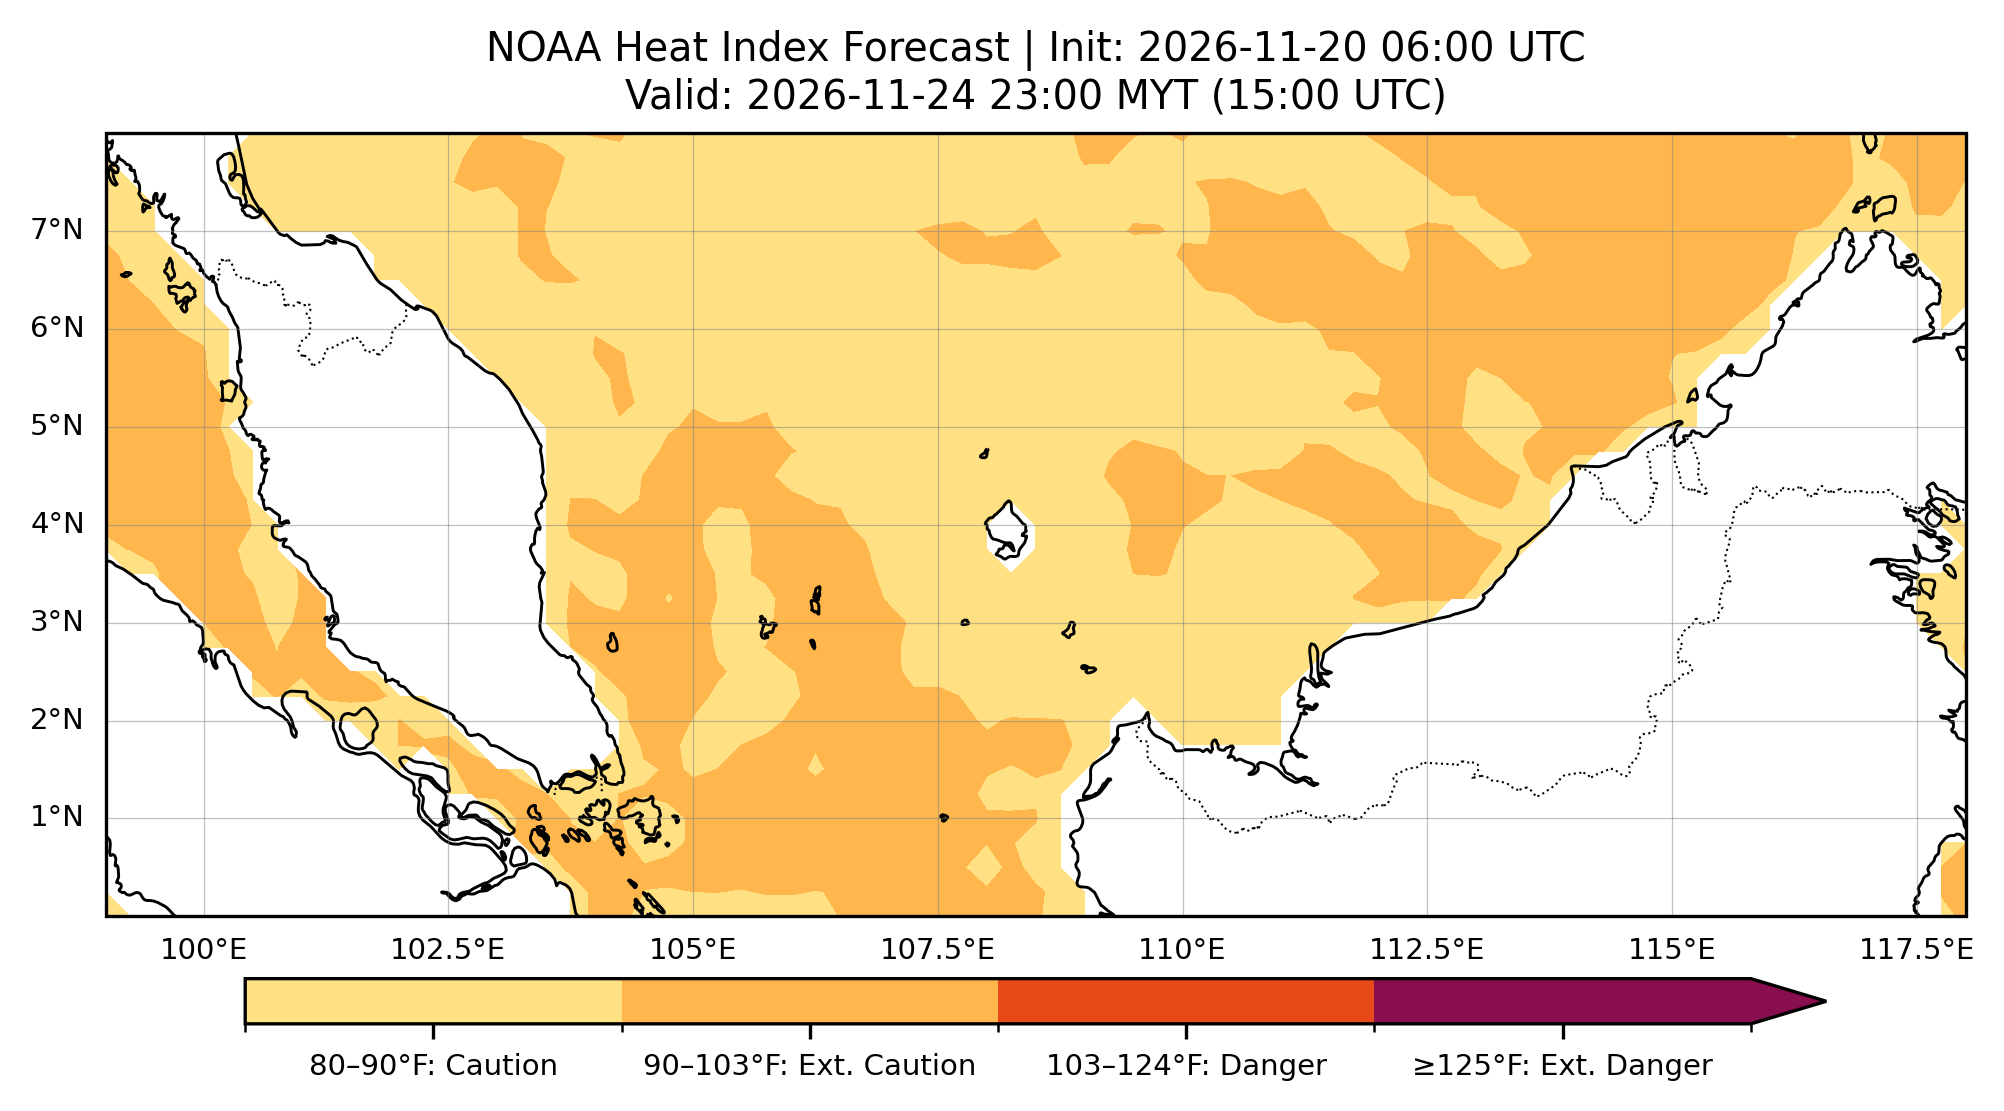 NOAA Heat Index Forecast | Init: 2026-11-20 06:00 UTC
Valid: 2026-11-24 23:00 MYT (15:00 UTC)
7°N
6°N
5°N
4°N
3°N
2°N
1°N
100°E 102.5°E 105°E 107.5°E 110°E 112.5°E 115°E 117.5°E
80–90°F: Caution 90–103°F: Ext. Caution 103–124°F: Danger ≥125°F: Ext. Danger